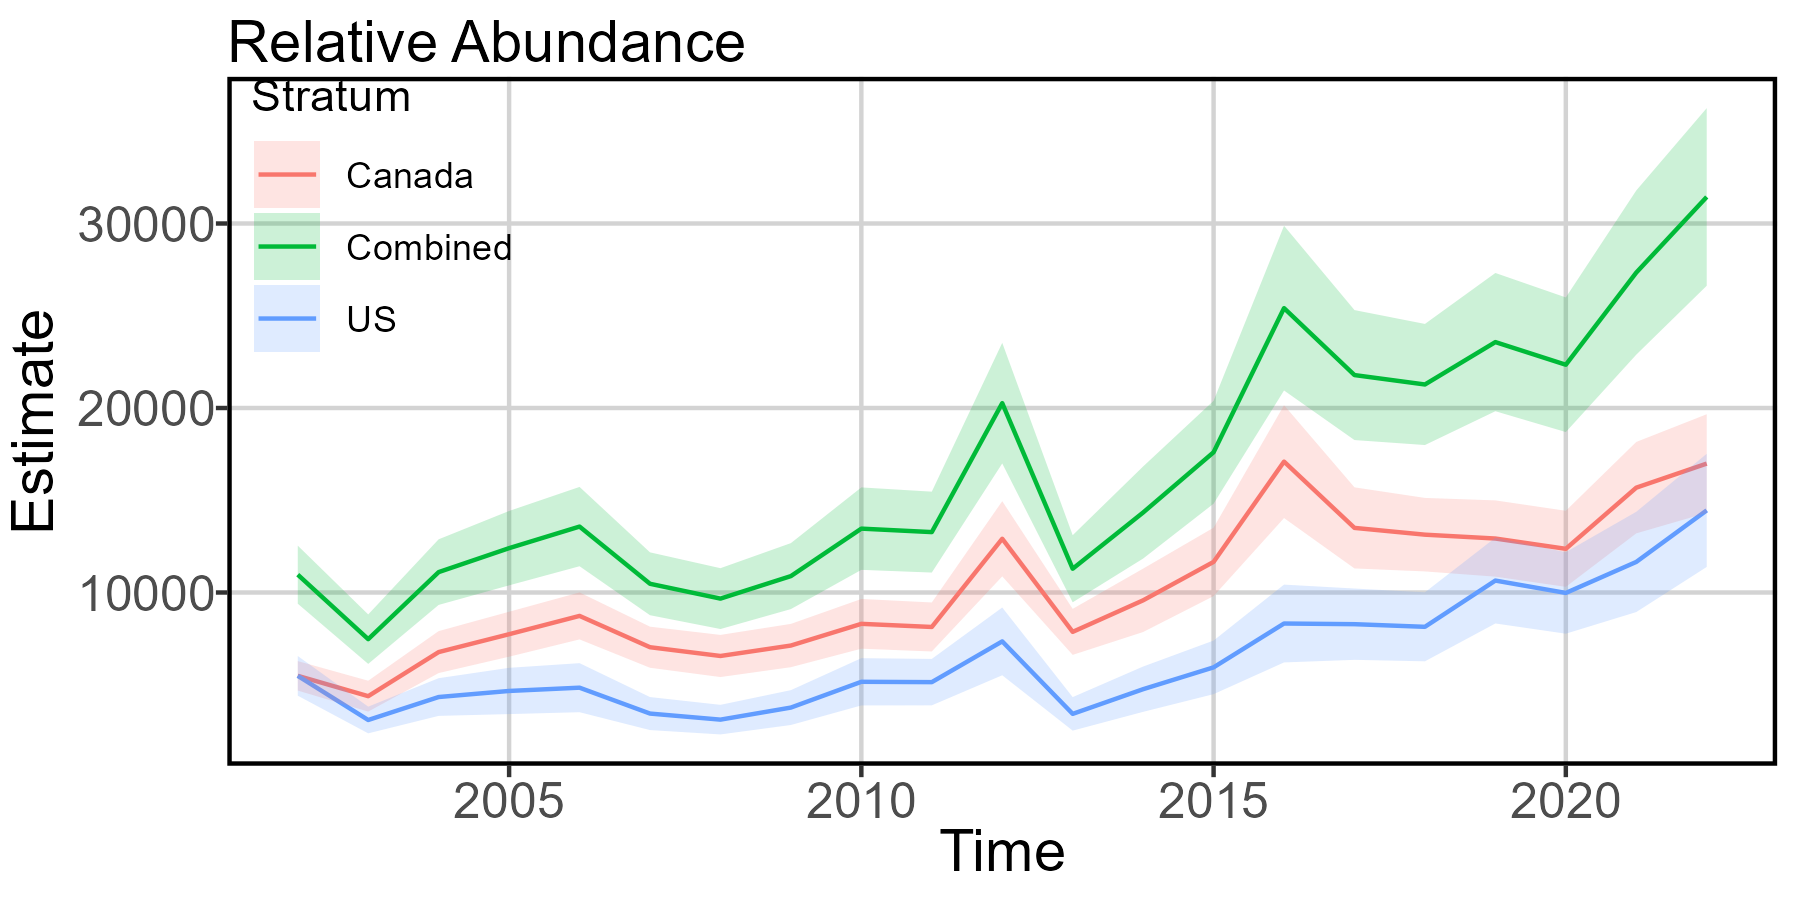 Relative Abundance
Stratum
Canada
Combined
US
30000
20000
10000
Estimate
2005
2010
2015
2020
Time